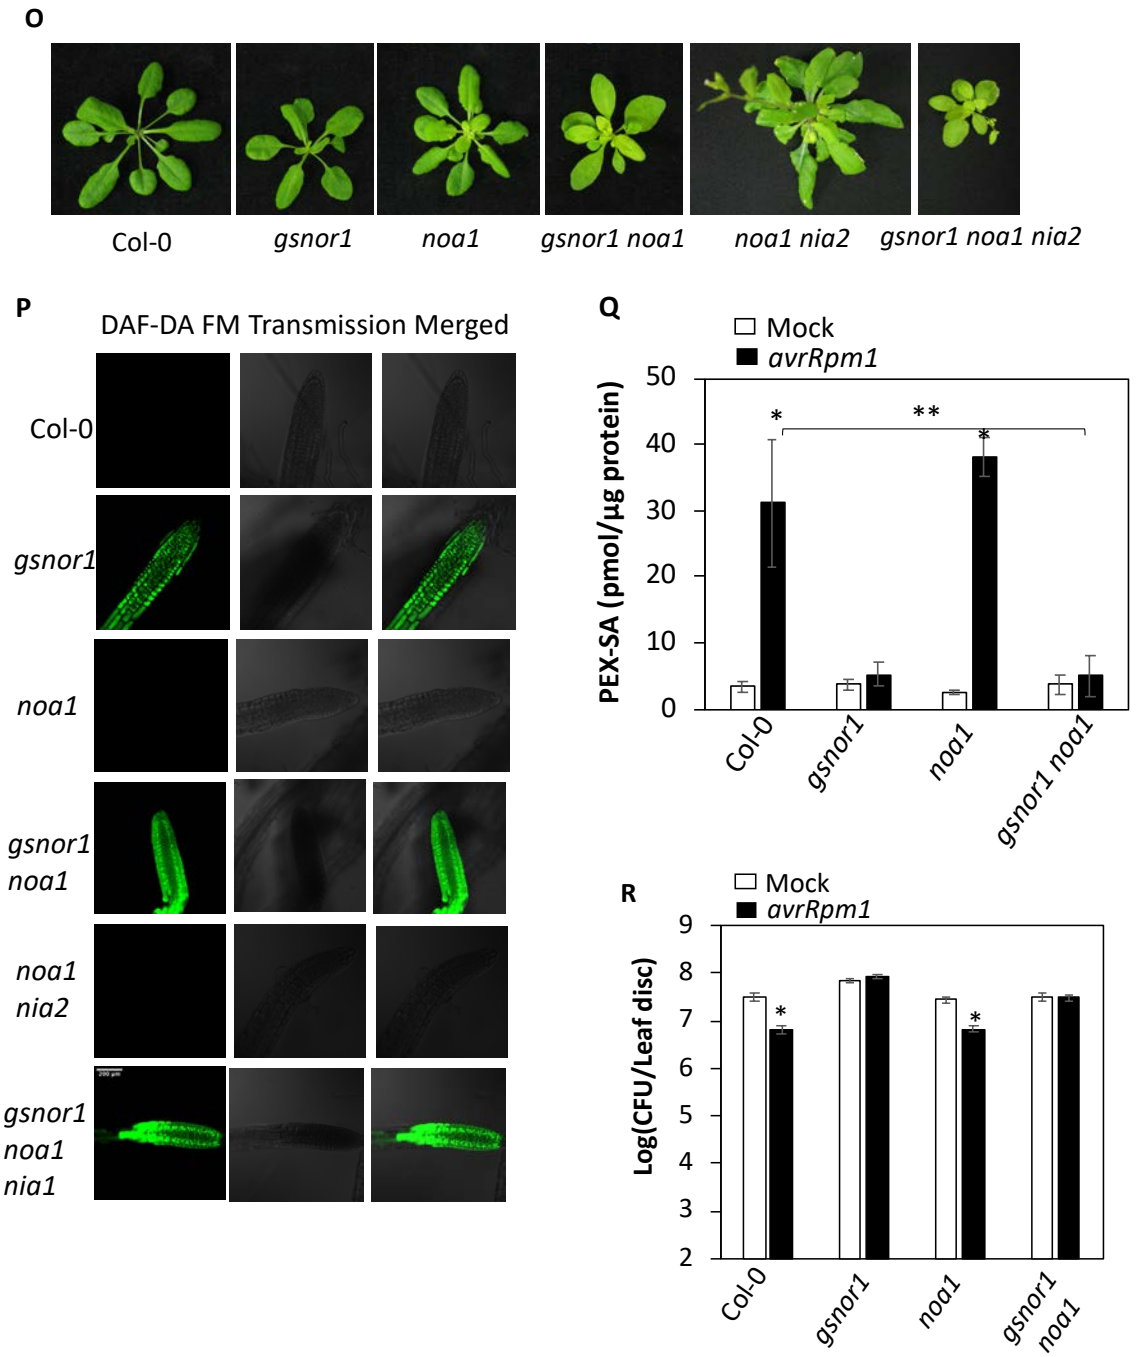 O
Col-0
gsnor1
noa1
gsnor1 noa1
noa1 nia2
gsnor1 noa1 nia2
P
DAF-DA FM Transmission Merged
Col-0
gsnor1
noa1
gsnor1
noa1
noa1
nia2
200 µm
gsnor1
noa1
nia1
Q
Mock
avrRpm1
PEX-SA (pmol/µg protein)
50
40
30
20
10
0
*
**
*
Col-0
gsnor1
noa1
gsnor1 noa1
R
Mock
avrRpm1
Log(CFU/Leaf disc)
9
8
7
6
5
4
3
2
*
*
Col-0
gsnor1
noa1
gsnor1
noa1